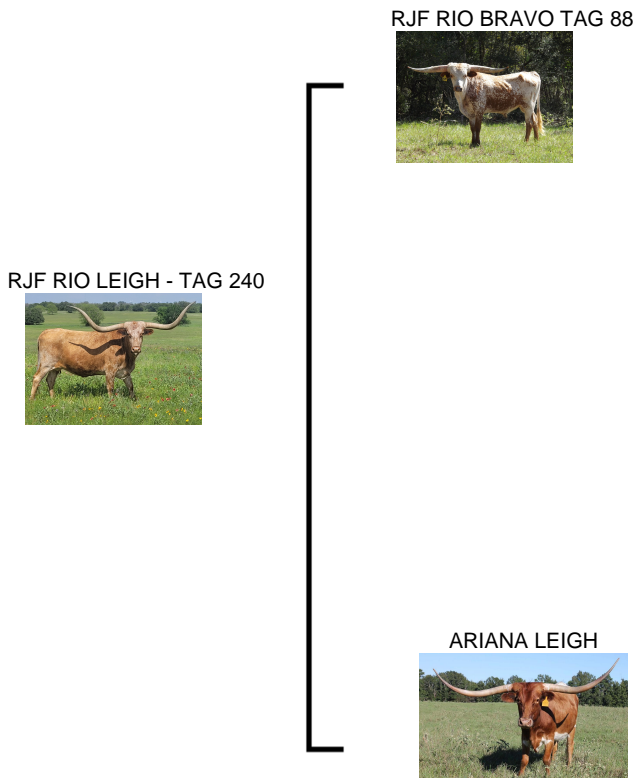 RJF RIO BRAVO TAG 88
RJF RIO LEIGH - TAG 240
ARIANA LEIGH